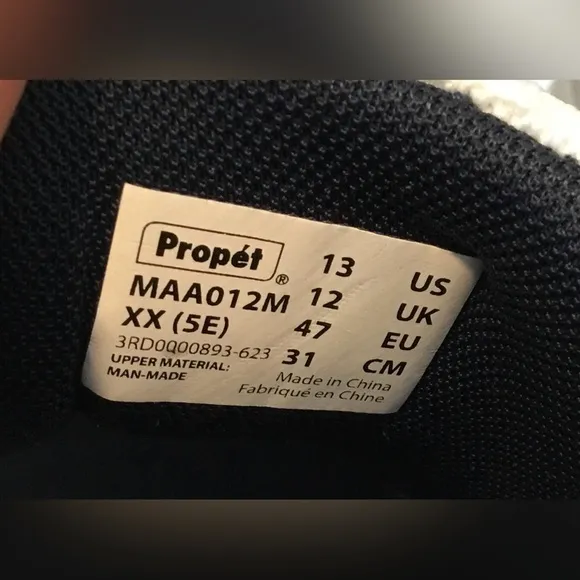 Propét®
MAA012M
XX (5E)
3RD0000893-623
UPPER MATERIAL:
MAN-MADE
13 US
12 UK
47 EU
31 CM
Made in China
Fabriqué en Chine